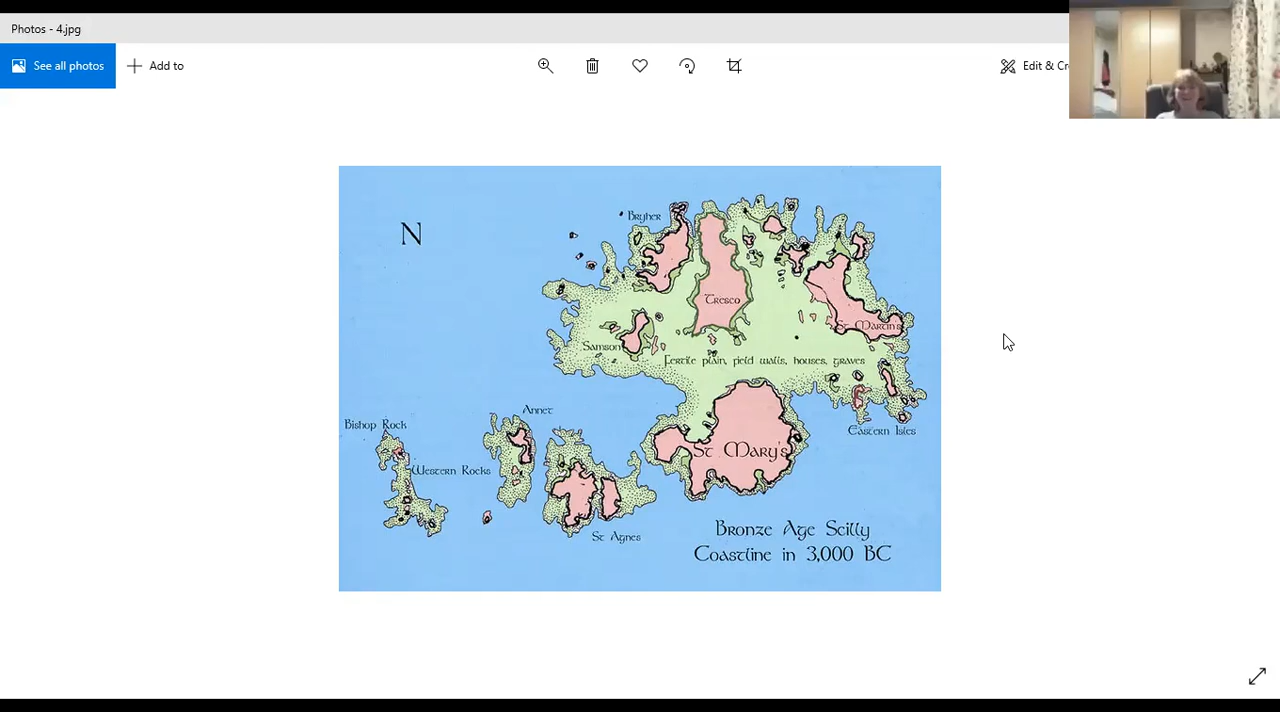 Photos - 4.jpg
See all photos
Add to
Edit & Cr
N
Bryher
Tresco
St Martin's
Samson
Fertile plain, field walls, houses, graves
Annet
Bishop Rock
Eastern Isles
St Mary's
Western Rocks
St Agnes
Bronze Age Scilly
Coastline in 3,000 BC